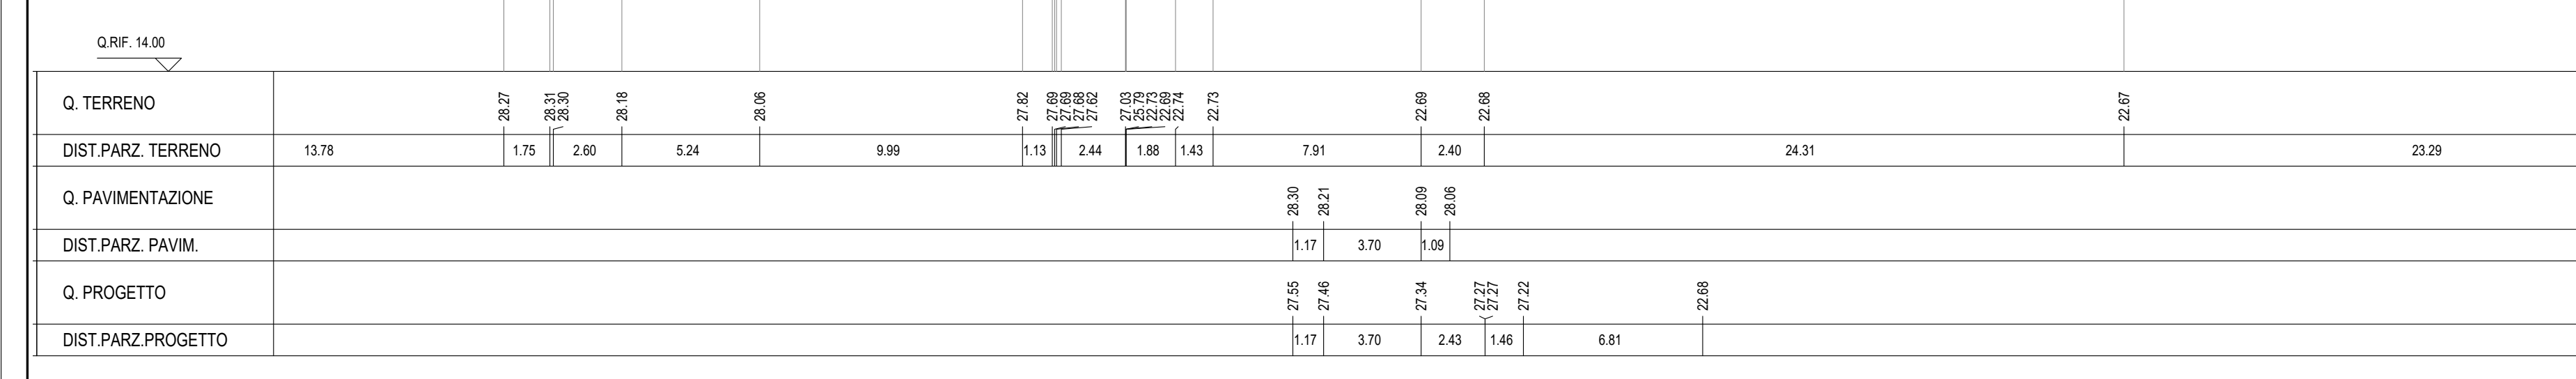 Q.RIF. 14.00
Q. TERRENO 28.27 28.31 28.30 28.18 28.06 27.82 27.69 27.69 27.68 27.62 27.03 25.79 22.73 22.69 22.74 22.73 22.69 22.68 22.67
DIST.PARZ. TERRENO 13.78 1.75 2.60 5.24 9.99 1.13 2.44 1.88 1.43 7.91 2.40 24.31 23.29
Q. PAVIMENTAZIONE 28.30 28.21 28.09 28.06
DIST.PARZ. PAVIM. 1.17 3.70 1.09
Q. PROGETTO 27.55 27.46 27.34 27.27 27.27 27.22 22.68
DIST.PARZ.PROGETTO 1.17 3.70 2.43 1.46 6.81